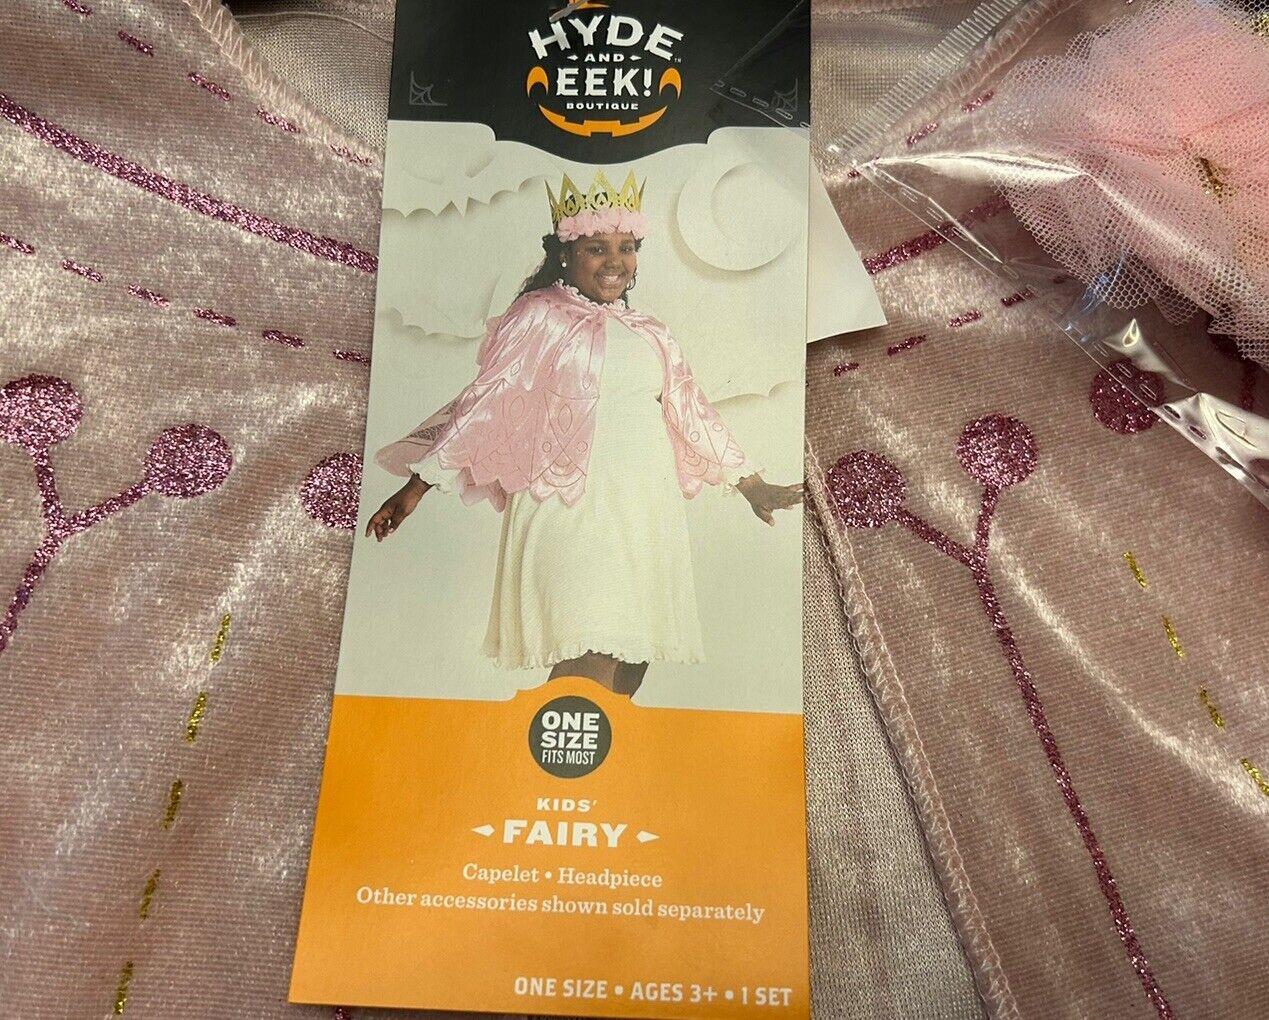 HYDE
AND
EEK!
BOUTIQUE
ONE
SIZE
FITS MOST
KIDS'
FAIRY
Capelet • Headpiece
Other accessories shown sold separately
ONE SIZE • AGES 3+ • 1 SET